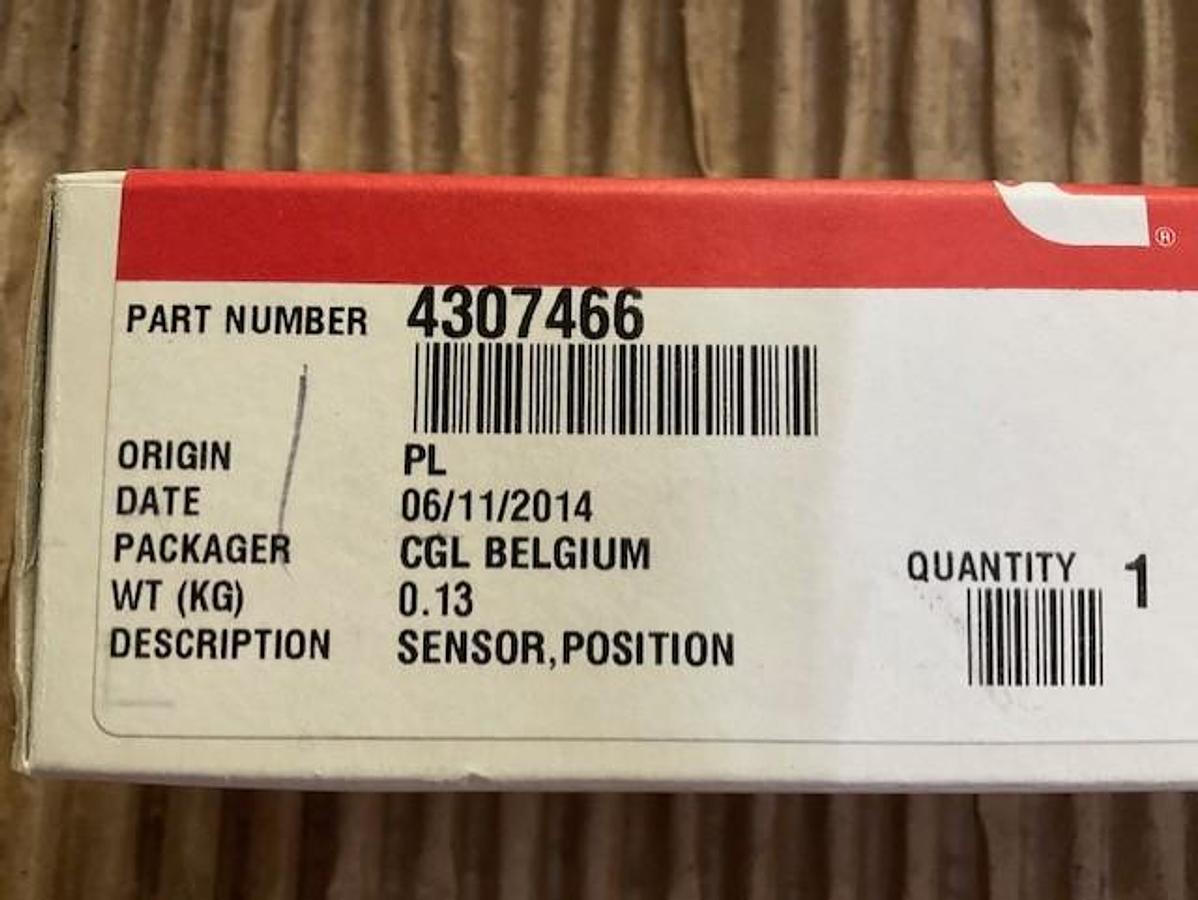 ®
PART NUMBER 4307466
ORIGIN PL
DATE 06/11/2014
PACKAGER CGL BELGIUM
QUANTITY 1
WT (KG) 0.13
DESCRIPTION SENSOR,POSITION